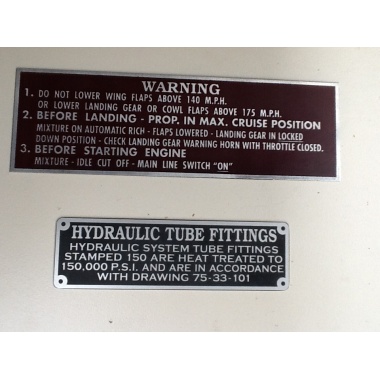 WARNING
1. DO NOT LOWER WING FLAPS ABOVE 140 M.P.H.
OR LOWER LANDING GEAR OR COWL FLAPS ABOVE 175 M.P.H.
2. BEFORE LANDING - PROP. IN MAX. CRUISE POSITION
MIXTURE ON AUTOMATIC RICH - FLAPS LOWERED - LANDING GEAR IN LOCKED
DOWN POSITION - CHECK LANDING GEAR WARNING HORN WITH THROTTLE CLOSED.
3. BEFORE STARTING ENGINE
MIXTURE - IDLE CUT OFF - MAIN LINE SWITCH "ON"
HYDRAULIC TUBE FITTINGS
HYDRAULIC SYSTEM TUBE FITTINGS
STAMPED 150 ARE HEAT TREATED TO
150,000 P.S.I. AND ARE IN ACCORDANCE
WITH DRAWING 75-33-101